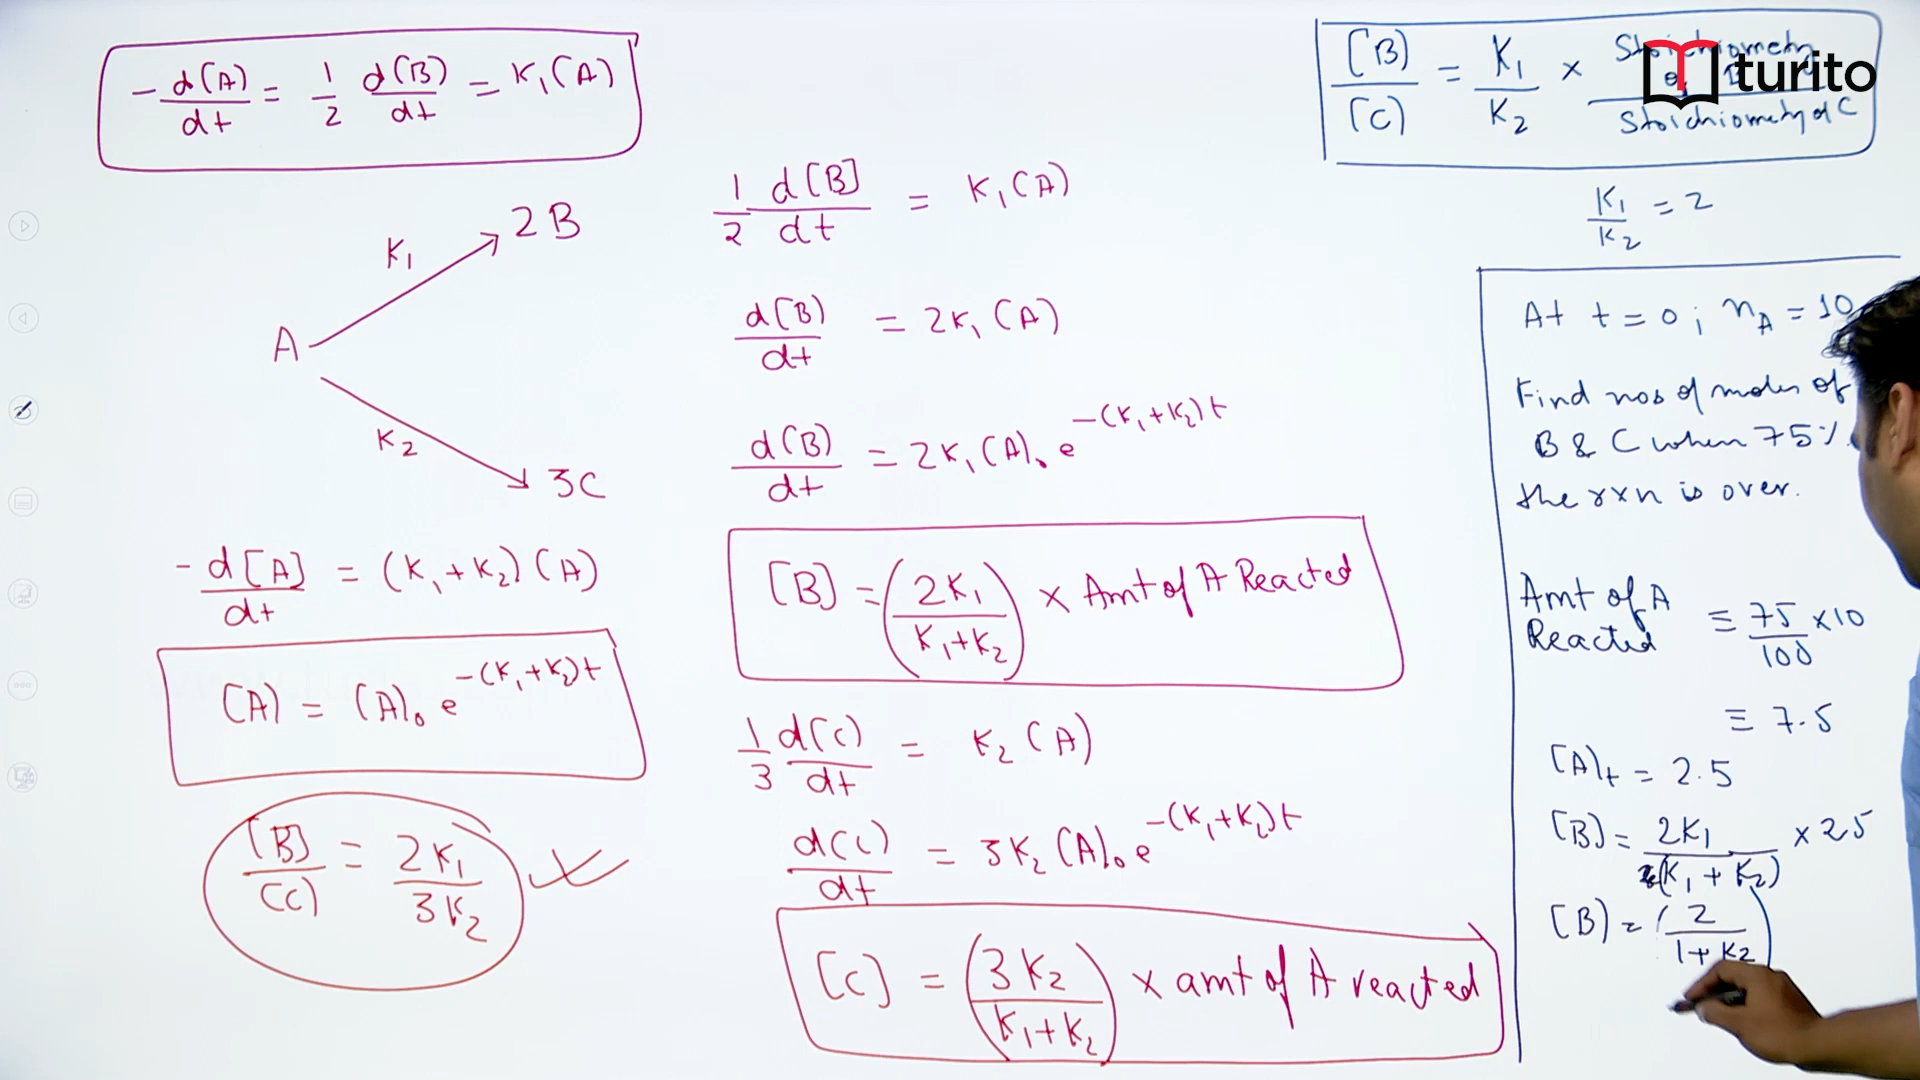 -d(A)/dt = 1/2 d(B)/dt = K₁(A)
A
K₁
2B
K₂
3C
-d[A]/dt = (K₁+K₂)(A)
(A) = (A)₀ e^-(K₁+K₂)t
[B]/(C) = 2K₁/3K₂
1/2 d[B]/dt = K₁(A)
d(B)/dt = 2K₁(A)
d(B)/dt = 2K₁(A)₀ e^-(K₁+K₂)t
[B] = (2K₁/K₁+K₂) × Amt of A Reacted
1/3 d(C)/dt = K₂(A)
d(C)/dt = 3K₂(A)₀ e^-(K₁+K₂)t
[C] = (3K₂/K₁+K₂) × amt of A reacted
turito
[B]/[C] = K₁/K₂ × Stoichiometry of B/Stoichiometry of C
K₁/K₂ = 2
At t = 0; nA = 10
Find nos of moles of
B & C when 75%
the rxn is over.
Amt of A
Reacted ≡ 75/100 × 10
≡ 7.5
[A]t = 2.5
[B] = 2K₁/(K₁+K₂) × 25
[B] = (2/1+K₂)